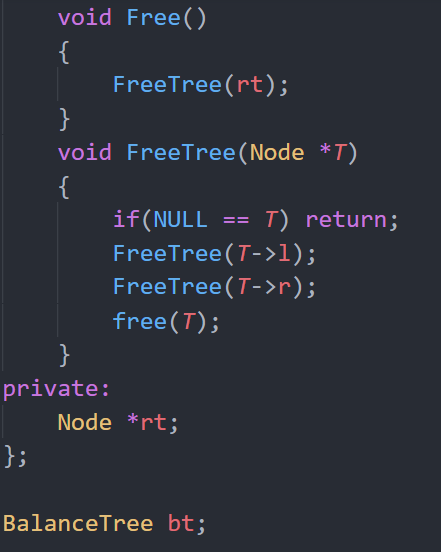 void Free()
{
FreeTree(rt);
}
void FreeTree(Node *T)
{
if(NULL == T) return;
FreeTree(T->l);
FreeTree(T->r);
free(T);
}
private:
Node *rt;
};
BalanceTree bt;